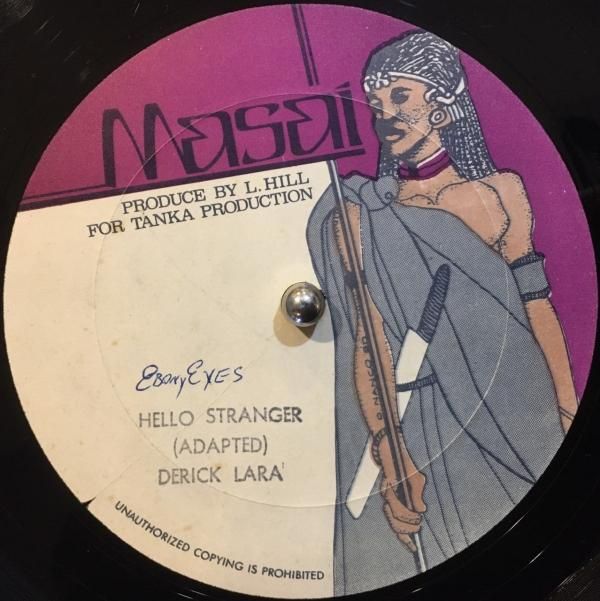 Masai
PRODUCE BY L. HILL
FOR TANKA PRODUCTION
Ebony Eyes
HELLO STRANGER
(ADAPTED)
DERICK LARA'
UNAUTHORIZED COPYING IS PROHIBITED